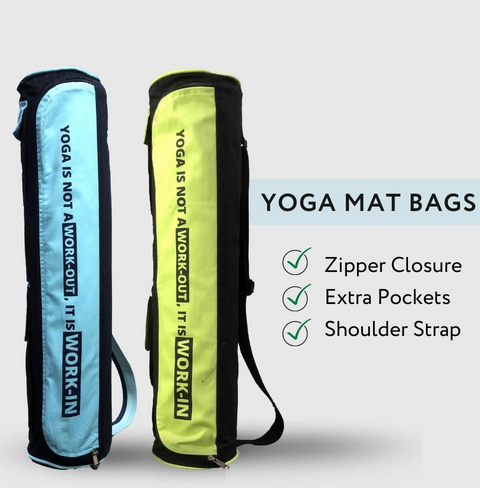 YOGA IS NOT A WORK-OUT, IT IS WORK-IN
YOGA IS NOT A WORK-OUT, IT IS WORK-IN
YOGA MAT BAGS
Zipper Closure
Extra Pockets
Shoulder Strap